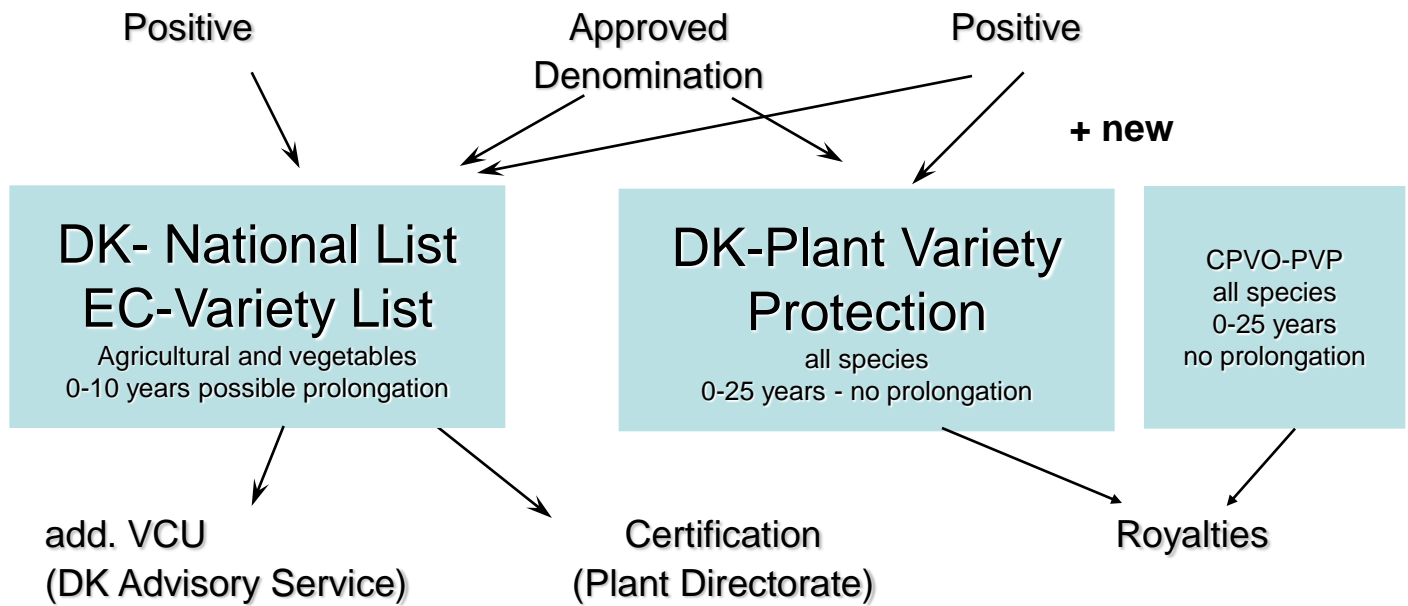 Positive
Approved
Denomination
Positive
+ new
DK- National List
EC-Variety List
Agricultural and vegetables
0-10 years possible prolongation
DK-Plant Variety
Protection
all species
0-25 years - no prolongation
CPVO-PVP
all species
0-25 years
no prolongation
add. VCU
(DK Advisory Service)
Certification
(Plant Directorate)
Royalties